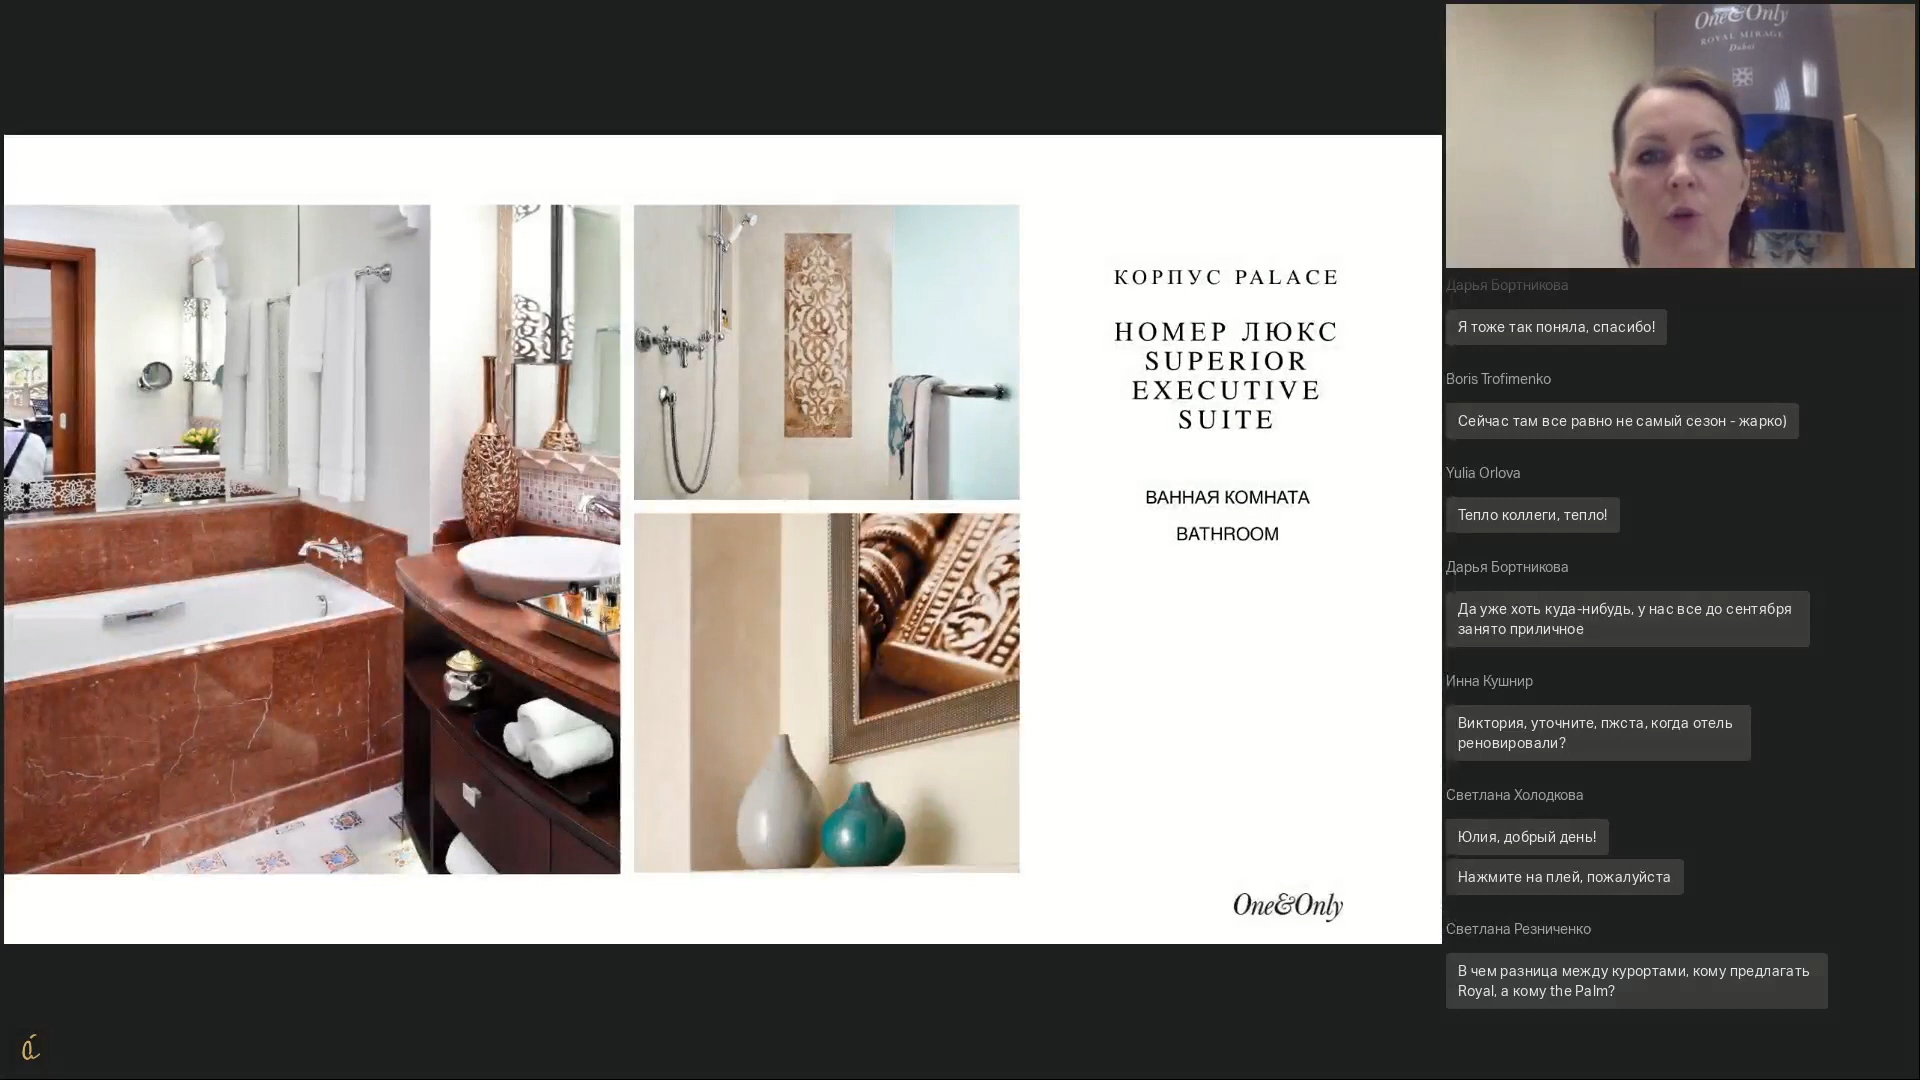 КОРПУС PALACE
НОМЕР ЛЮКС
SUPERIOR
EXECUTIVE
SUITE
ВАННАЯ КОМНАТА
BATHROOM
One&Only
One&Only
ROYAL MIRAGE
Dubai
Дарья Бортникова
Я тоже так поняла, спасибо!
Boris Trofimenko
Сейчас там все равно не самый сезон - жарко)
Yulia Orlova
Тепло коллеги, тепло!
Дарья Бортникова
Да уже хоть куда-нибудь, у нас все до сентября
занято приличное
Инна Кушнир
Виктория, уточните, пжста, когда отель
реновировали?
Светлана Холодкова
Юлия, добрый день!
Нажмите на плей, пожалуйста
Светлана Резниченко
В чем разница между курортами, кому предлагать
Royal, а кому the Palm?
á